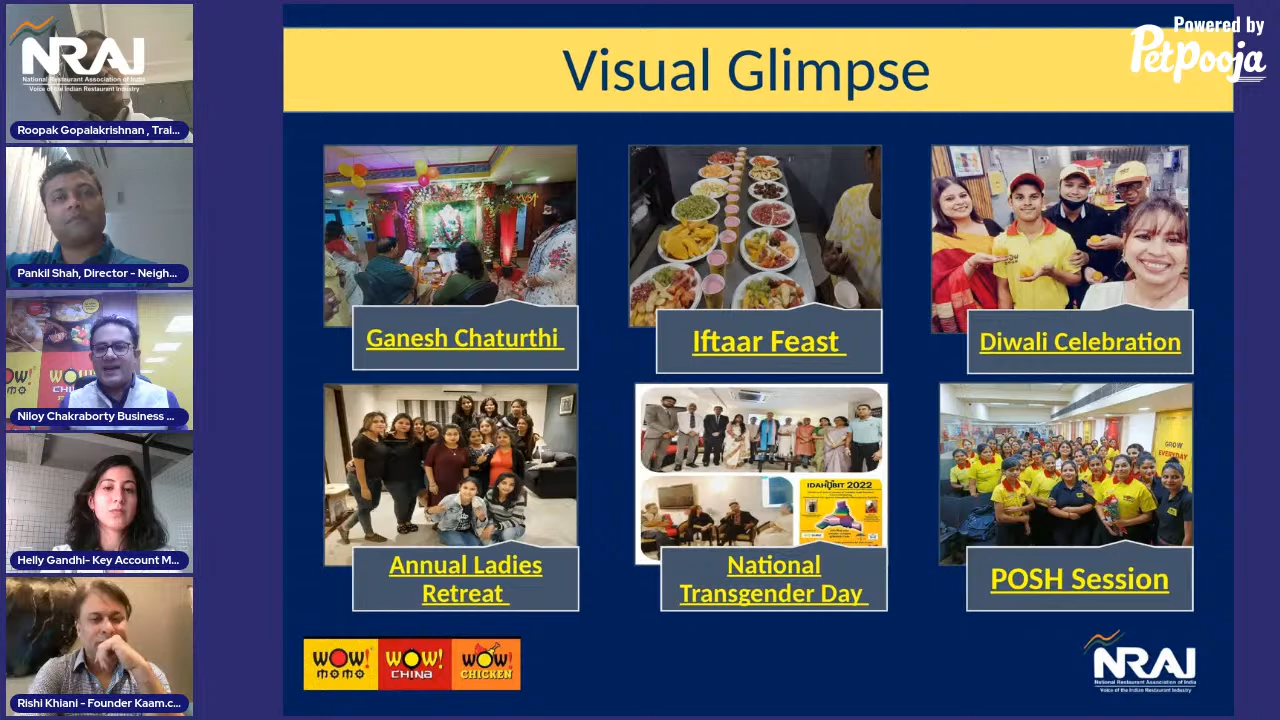 NRAI
National Restaurant Association of India
Voice of the Indian Restaurant Industry
Roopak Gopalakrishnan , Trai...
Pankil Shah, Director - Neigh...
WOW!
CHINA
Niloy Chakraborty Business ...
Helly Gandhi- Key Account M...
Rishi Khiani - Founder Kaam.c...
Visual Glimpse
Powered by
PetPooja
Ganesh Chaturthi
Iftaar Feast
Diwali Celebration
IDAHOBIT 2022
GROW
EVERYDAY
Annual Ladies
Retreat
National
Transgender Day
POSH Session
WOW!
MOMO
WOW!
CHINA
WOW!
CHICKEN
NRAI
National Restaurant Association of India
Voice of the Indian Restaurant Industry